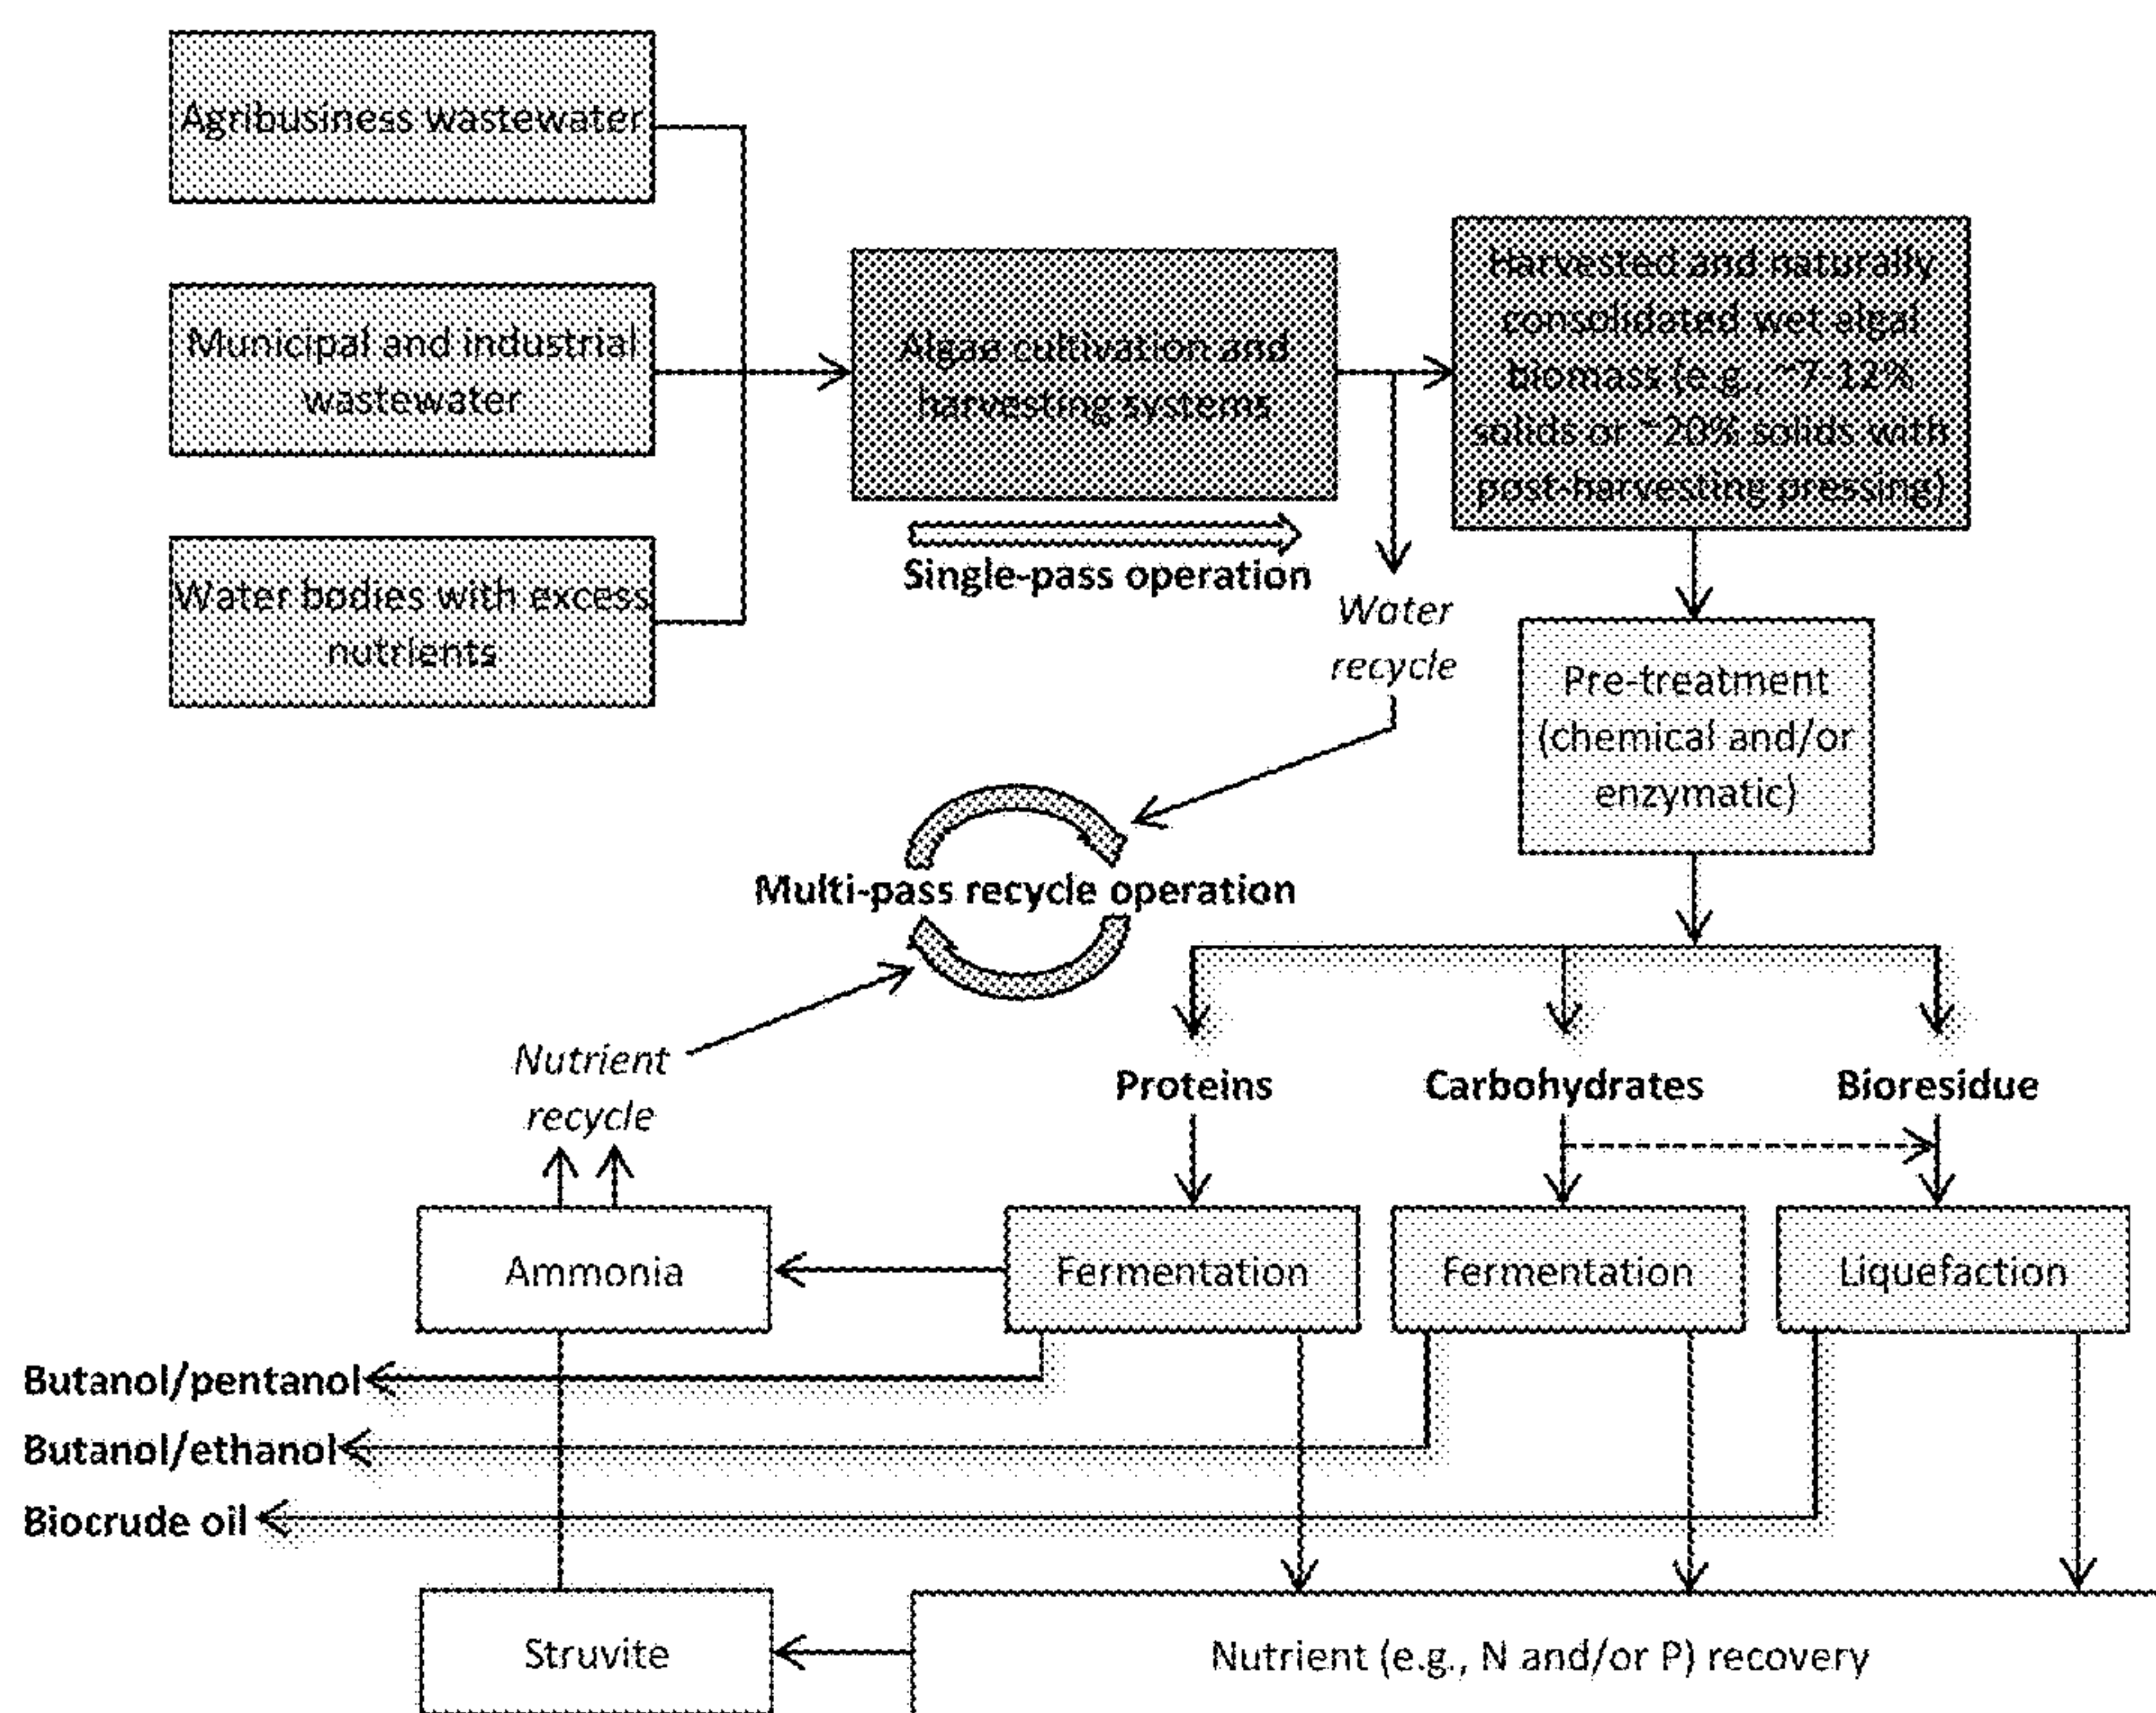 Agribusiness wastewater
Municipal and industrial
wastewater
Water bodies with excess
nutrients
Algae cultivation and
harvesting systems
Single-pass operation
Harvested and naturally
consolidated wet algal
biomass (e.g., ~7-12%
solids or ~20% solids with
post-harvesting pressing)
Water
recycle
Pre-treatment
(chemical and/or
enzymatic)
Multi-pass recycle operation
Nutrient
recycle
Proteins
Carbohydrates
Bioresidue
Ammonia
Fermentation
Fermentation
Liquefaction
Butanol/pentanol
Butanol/ethanol
Biocrude oil
Struvite
Nutrient (e.g., N and/or P) recovery